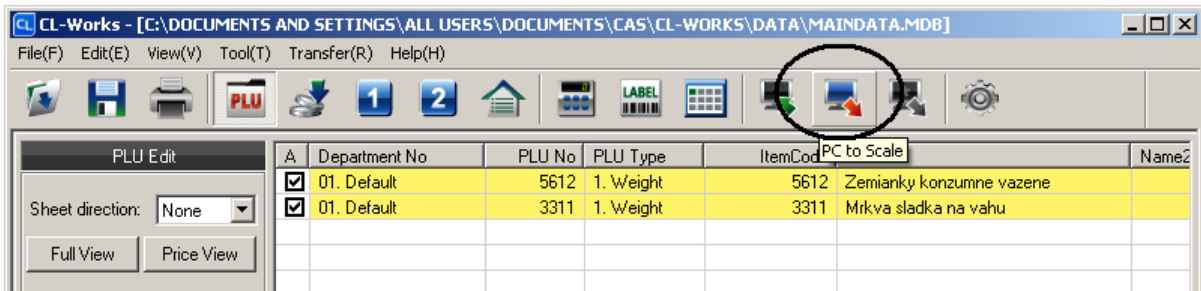 CL CL-Works - [C:\DOCUMENTS AND SETTINGS\ALL USERS\DOCUMENTS\CAS\CL-WORKS\DATA\MAINDATA.MDB]
File(F) Edit(E) View(V) Tool(T) Transfer(R) Help(H)
PLU 1 2 LABEL
PC to Scale
PLU Edit
A Department No PLU No PLU Type ItemCod Name2
01. Default 5612 1. Weight 5612 Zemianky konzumne vazene
Sheet direction: None
01. Default 3311 1. Weight 3311 Mrkva sladka na vahu
Full View Price View